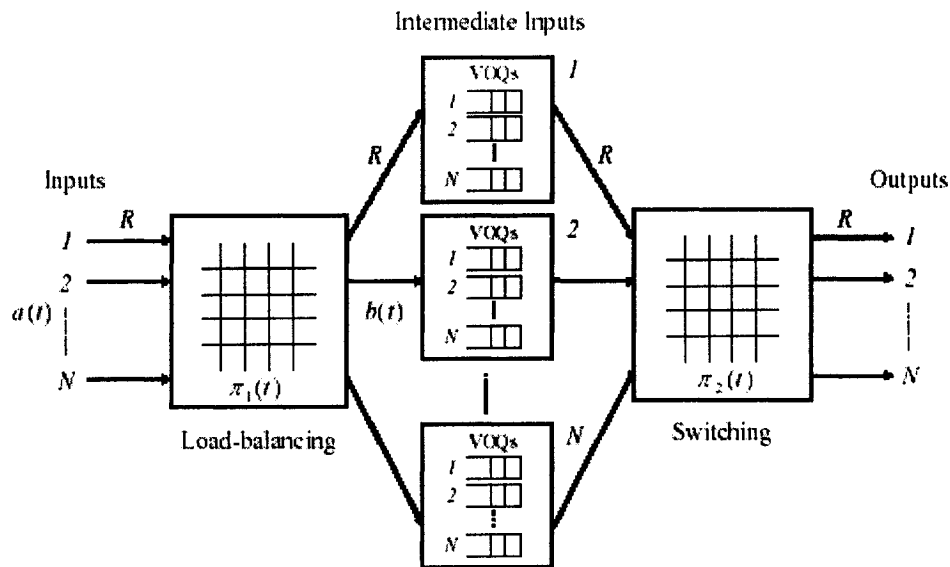 Intermediate Inputs
VOQs
1
2
N
1
R
R
Inputs
Outputs
1
R
2
a(t)
N
π₁(t)
Load-balancing
b(t)
VOQs
1
2
N
2
R
1
2
N
π₂(t)
Switching
VOQs
1
2
N
N